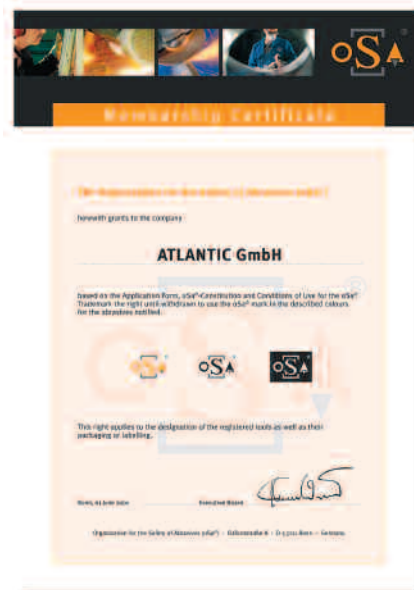 oSA
Membership Certificate
herewith grants to the company
ATLANTIC GmbH
based on the Application Form, oSa®-Constitution and Conditions of Use for the oSa®
Trademark the right until withdrawn to use the oSa® mark in the described colours
for the abrasives notified.
oSA oSA oSA
This right applies to the designation of the registered tools as well as their
packaging or labelling.
Executive Board
Organisation for the Safety of Abrasives (oSa®)